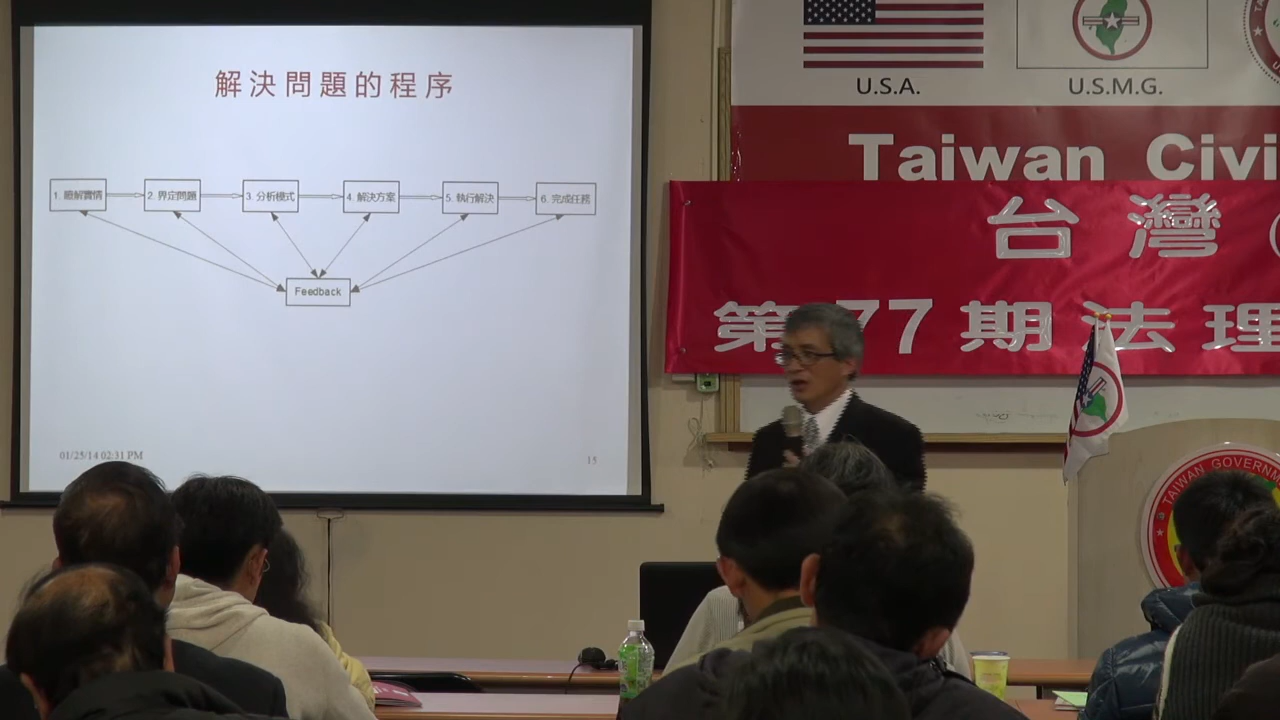 解決問題的程序
1. 瞭解實情
2. 界定問題
3. 分析模式
4. 解決方案
5. 執行解決
6. 完成任務
Feedback
01/25/14 02:31 PM
15
U.S.A.
U.S.M.G.
Taiwan Civi
台灣
第77期法理
TAIWAN GOVERNM